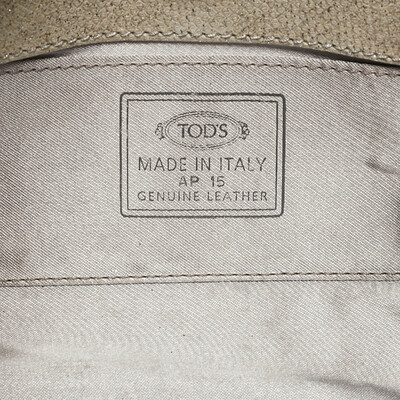 TOD'S
MADE IN ITALY
AP 15
GENUINE LEATHER